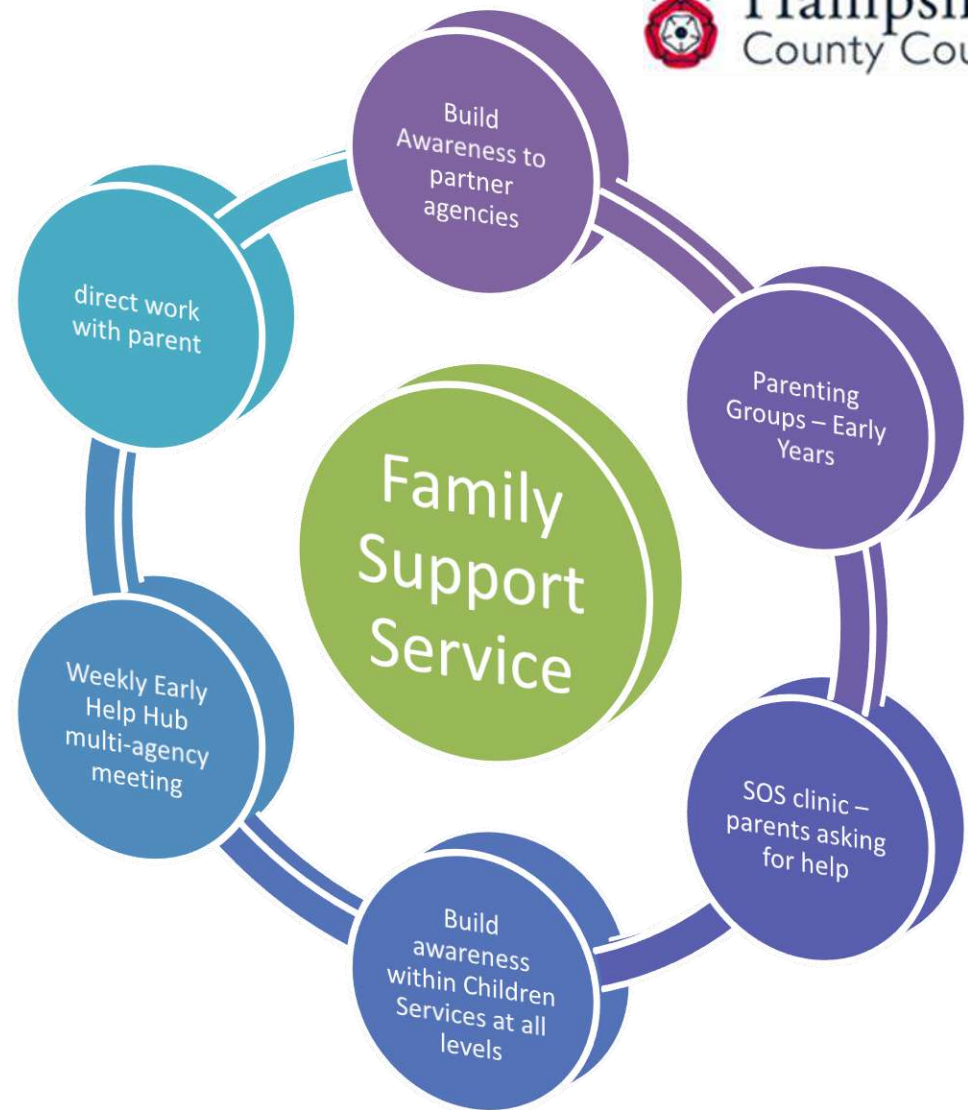 County
Build
Awareness to
partner
agencies
direct work
with parent
Parenting
Groups – Early
Years
Family
Support
Service
Weekly Early
Help Hub
multi-agency
meeting
SOS clinic –
parents asking
for help
Build
awareness
within Children
Services at all
levels